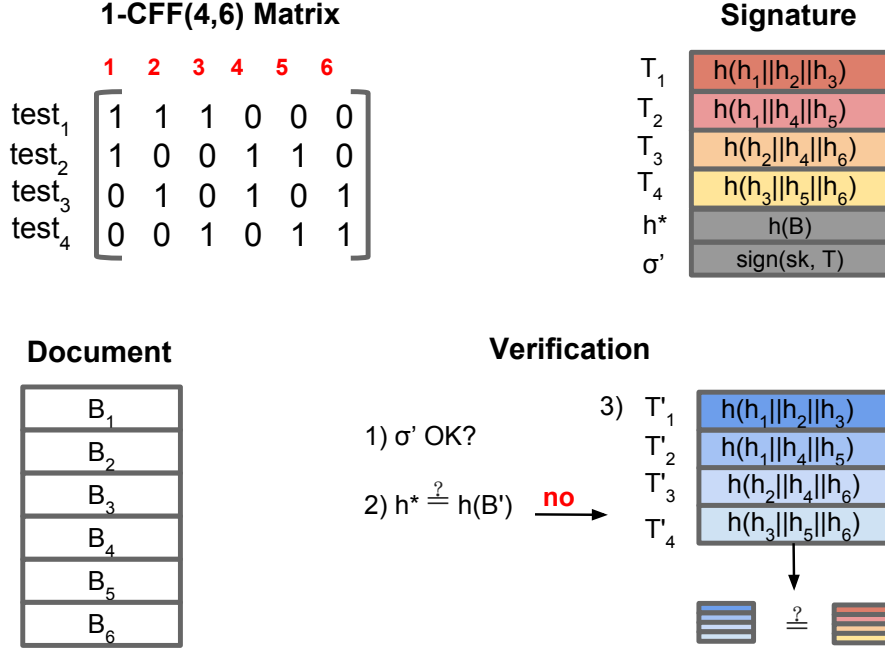 1-CFF(4,6) Matrix
1 2 3 4 5 6
test₁ 1 1 1 0 0 0
test₂ 1 0 0 1 1 0
test₃ 0 1 0 1 0 1
test₄ 0 0 1 0 1 1
Signature
T₁ h(h₁||h₂||h₃)
T₂ h(h₁||h₄||h₅)
T₃ h(h₂||h₄||h₆)
T₄ h(h₃||h₅||h₆)
h* h(B)
σ' sign(sk, T)
Document
B₁
B₂
B₃
B₄
B₅
B₆
Verification
1) σ' OK?
2) h* ≟ h(B') no
3) T'₁ h(h₁||h₂||h₃)
T'₂ h(h₁||h₄||h₅)
T'₃ h(h₂||h₄||h₆)
T'₄ h(h₃||h₅||h₆)
≟